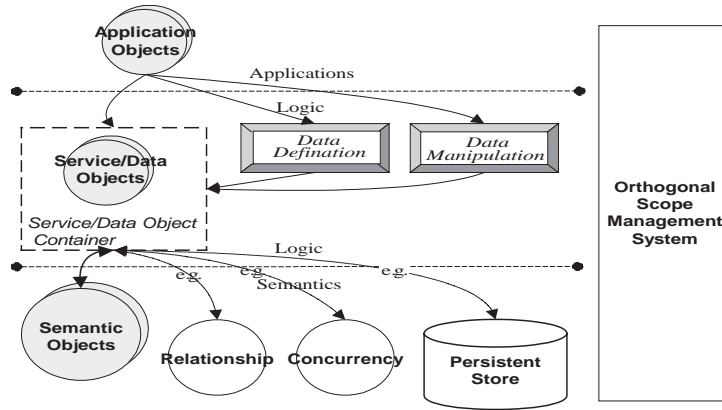 Application
Objects
Applications
Logic
Data
Defination
Data
Manipulation
Service/Data
Objects
Service/Data Object
Container
Orthogonal
Scope
Management
System
Logic
e.g.
e.g.
e.g.
Semantics
Semantic
Objects
Relationship
Concurrency
Persistent
Store